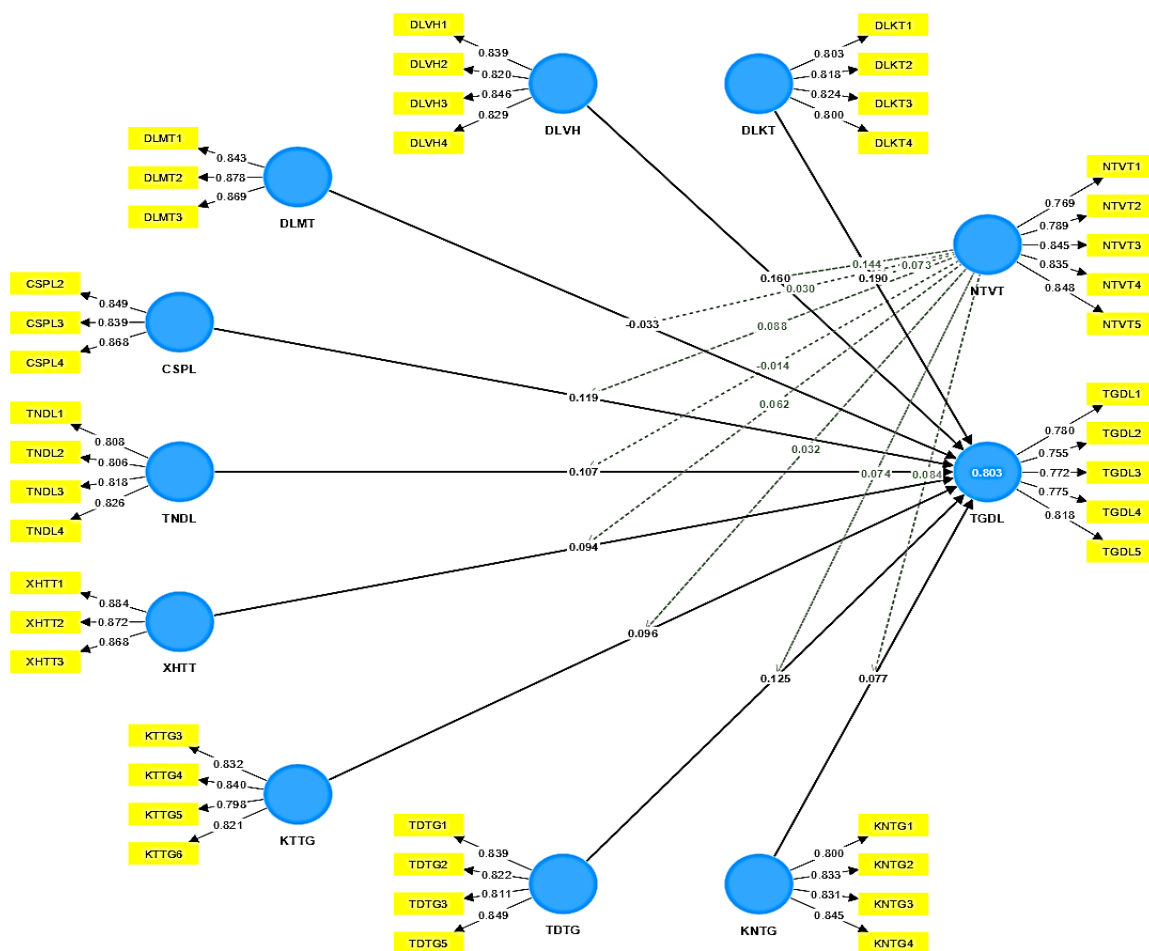 DLVH1
DLVH2
DLVH3
DLVH4
0.839
0.820
0.846
0.829
DLVH
DLKT1
DLKT2
DLKT3
DLKT4
0.803
0.818
0.824
0.800
DLKT
DLMT1
DLMT2
DLMT3
0.843
0.878
0.869
DLMT
NTVT1
NTVT2
NTVT3
NTVT4
NTVT5
0.769
0.789
0.845
0.835
0.848
NTVT
CSPL2
CSPL3
CSPL4
0.849
0.839
0.868
CSPL
0.144
0.073
0.160
0.030
0.190
-0.033
0.088
-0.014
0.119
0.062
0.032
0.107
0.074
0.084
0.094
0.096
0.125
0.077
TNDL1
TNDL2
TNDL3
TNDL4
0.808
0.806
0.818
0.826
TNDL
TGDL1
TGDL2
TGDL3
TGDL4
TGDL5
0.780
0.755
0.772
0.775
0.818
0.803
TGDL
XHTT1
XHTT2
XHTT3
0.884
0.872
0.868
XHTT
KTTG3
KTTG4
KTTG5
KTTG6
0.832
0.840
0.798
0.821
KTTG
TDTG1
TDTG2
TDTG3
TDTG5
0.839
0.822
0.811
0.849
TDTG
KNTG1
KNTG2
KNTG3
KNTG4
0.800
0.833
0.831
0.845
KNTG